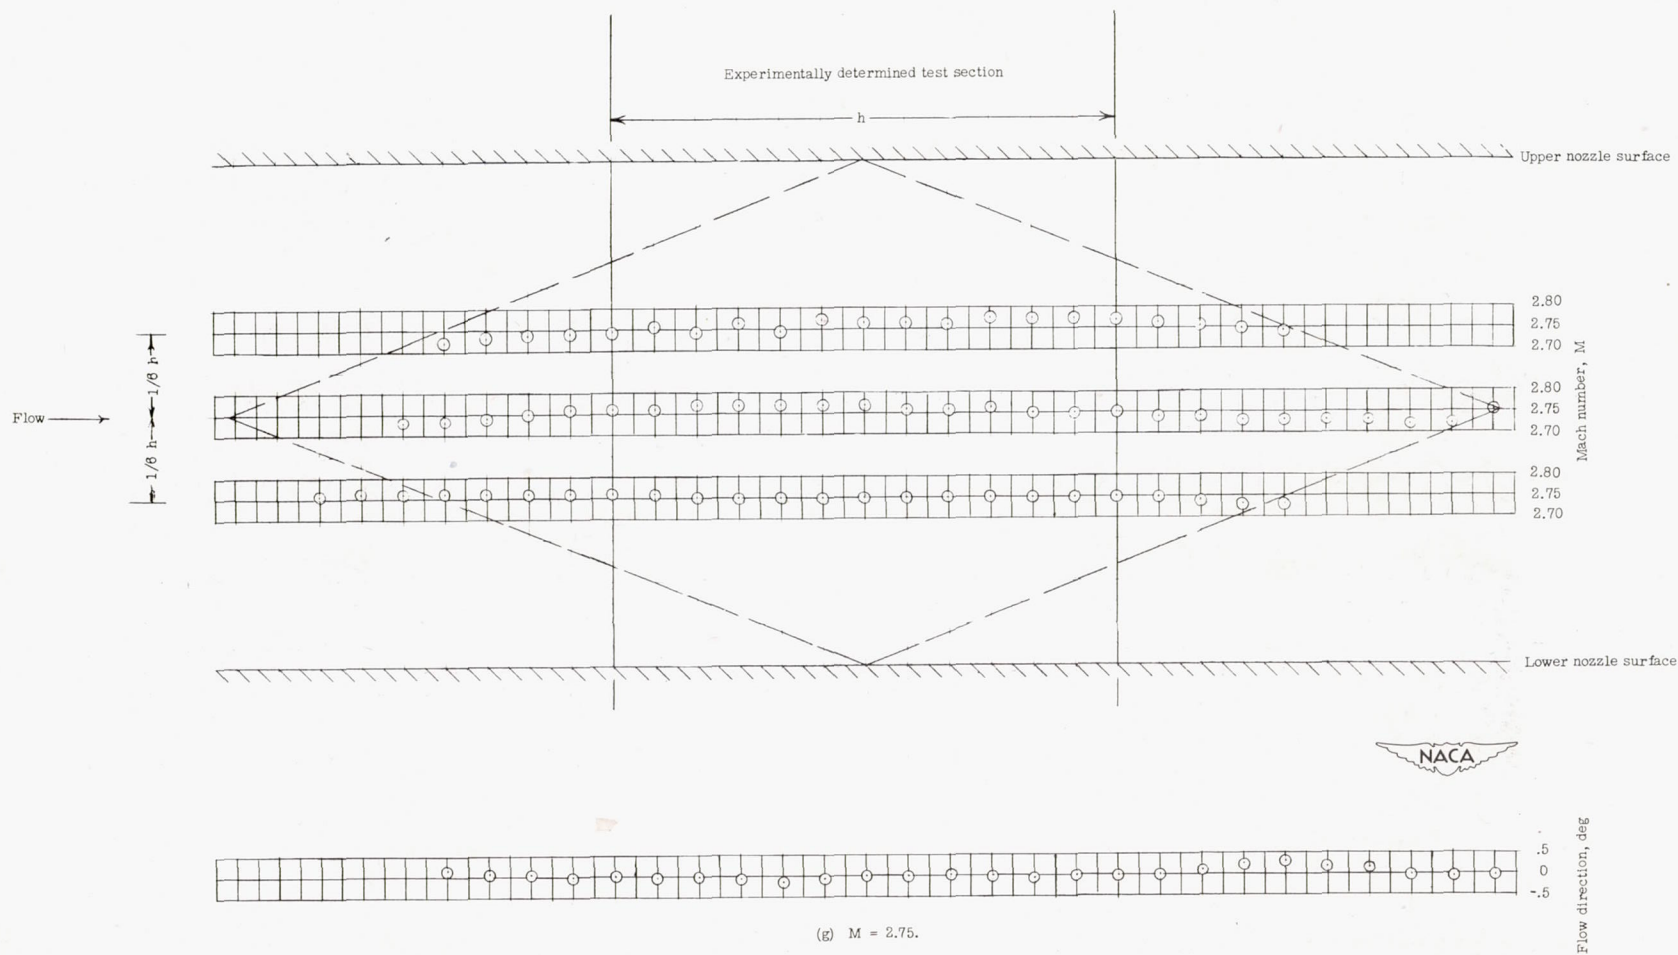 Experimentally determined test section
h
Upper nozzle surface
2.80
2.75
2.70
1/6 h
Flow
2.80
2.75
2.70
Mach number, M
1/6 h
2.80
2.75
2.70
Lower nozzle surface
NACA
.5
0
-.5
Flow direction, deg
(g) M = 2.75.